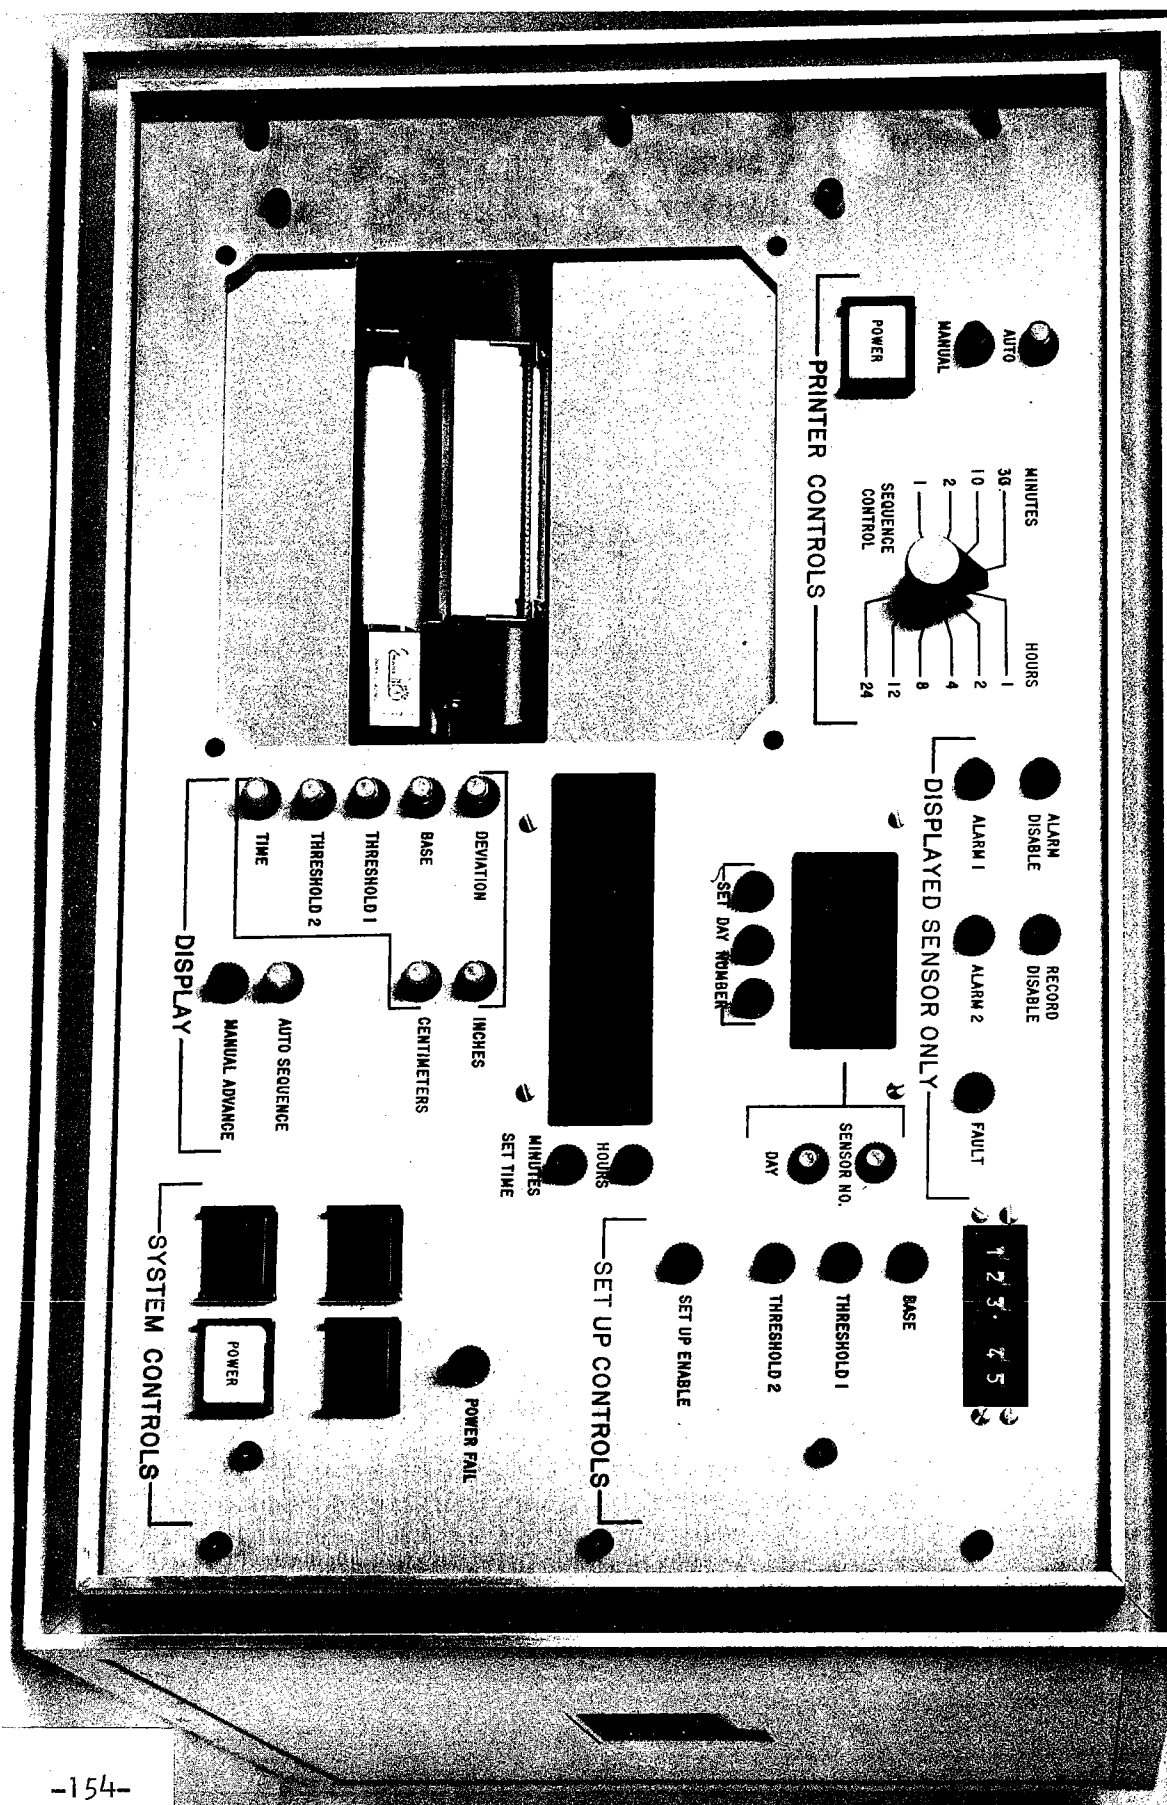 AUTO
MANUAL
POWER
PRINTER CONTROLS
MINUTES
30
10
2
1
SEQUENCE
CONTROL
HOURS
1
2
4
8
12
24
ALARM
DISABLE
RECORD
DISABLE
ALARM 1
ALARM 2
FAULT
DISPLAYED SENSOR ONLY
SET DAY NUMBER
SENSOR NO.
DAY
123.45
BASE
THRESHOLD 1
THRESHOLD 2
SET UP ENABLE
SET UP CONTROLS
HOURS
MINUTES
SET TIME
DEVIATION
BASE
THRESHOLD 1
THRESHOLD 2
TIME
INCHES
CENTIMETERS
AUTO SEQUENCE
MANUAL ADVANCE
DISPLAY
POWER FAIL
POWER
SYSTEM CONTROLS
-154-